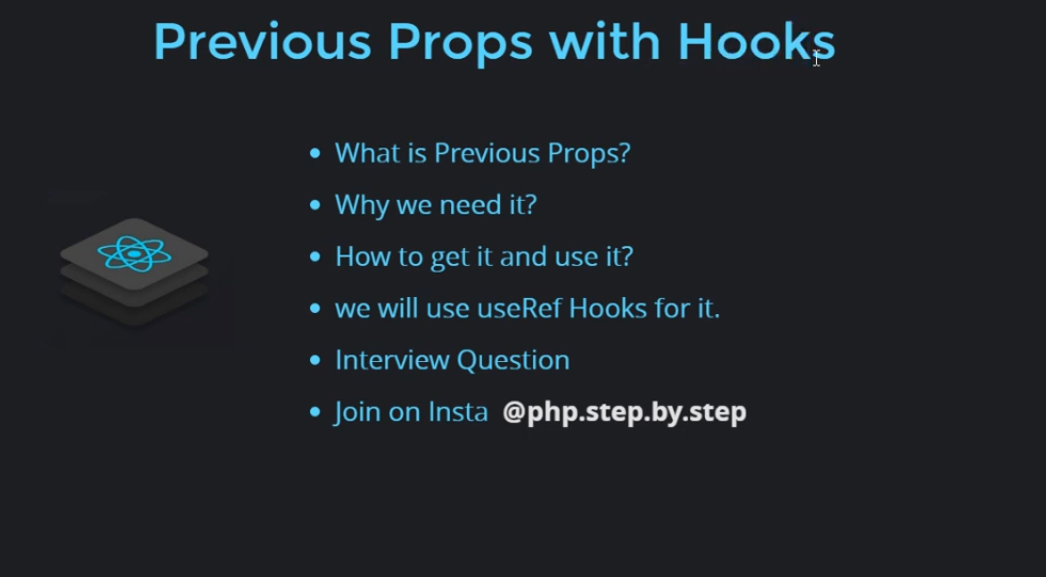 Previous Props with Hooks
• What is Previous Props?
• Why we need it?
• How to get it and use it?
• we will use useRef Hooks for it.
• Interview Question
• Join on Insta @php.step.by.step